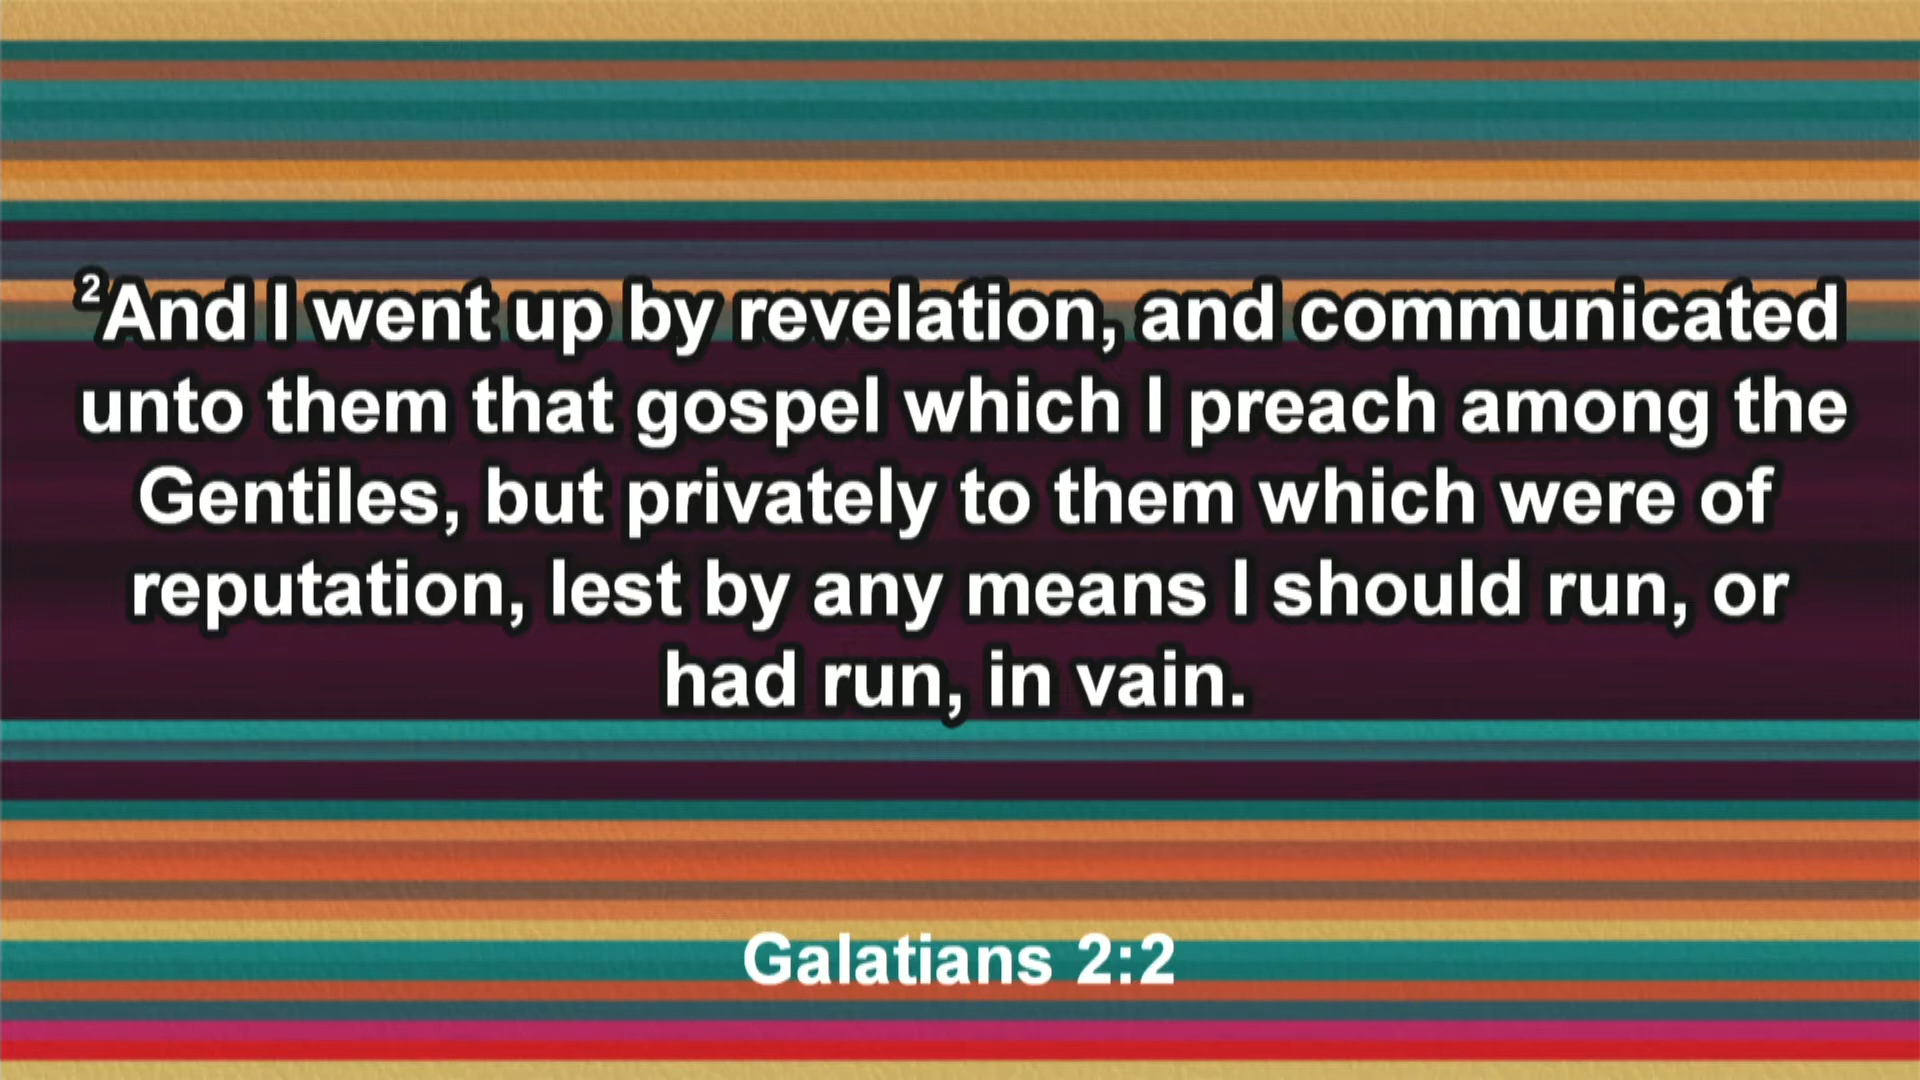 ²And I went up by revelation, and communicated
unto them that gospel which I preach among the
Gentiles, but privately to them which were of
reputation, lest by any means I should run, or
had run, in vain.
Galatians 2:2